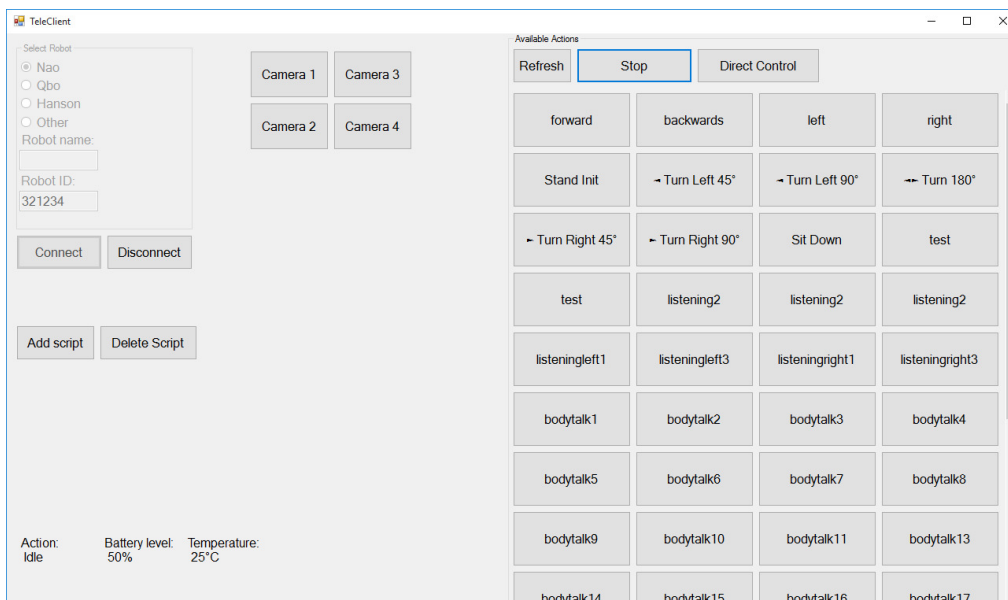 TeleClient
Select Robot
Nao
Qbo
Hanson
Other
Robot name:
Robot ID:
321234
Connect Disconnect
Camera 1 Camera 3
Camera 2 Camera 4
Add script Delete Script
Action: Battery level: Temperature:
Idle 50% 25°C
Available Actions
Refresh Stop Direct Control
forward backwards left right
Stand Init ◄ Turn Left 45° ◄ Turn Left 90° ◄► Turn 180°
► Turn Right 45° ► Turn Right 90° Sit Down test
test listening2 listening2 listening2
listeningleft1 listeningleft3 listeningright1 listeningright3
bodytalk1 bodytalk2 bodytalk3 bodytalk4
bodytalk5 bodytalk6 bodytalk7 bodytalk8
bodytalk9 bodytalk10 bodytalk11 bodytalk13
bodytalk14 bodytalk15 bodytalk16 bodytalk17